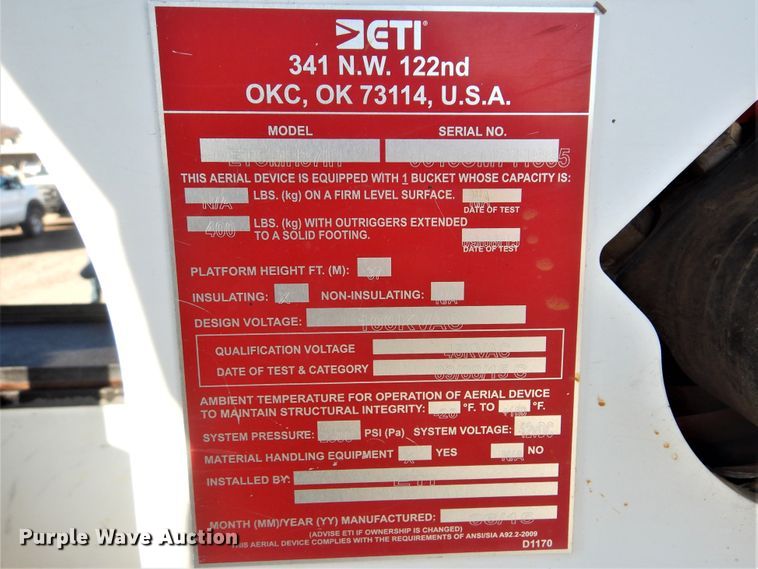 ETI
341 N.W. 122nd
OKC, OK 73114, U.S.A.
MODEL SERIAL NO.
THIS AERIAL DEVICE IS EQUIPPED WITH 1 BUCKET WHOSE CAPACITY IS:
N/A LBS. (kg) ON A FIRM LEVEL SURFACE. N/A
DATE OF TEST
400 LBS. (kg) WITH OUTRIGGERS EXTENDED
TO A SOLID FOOTING.
DATE OF TEST
PLATFORM HEIGHT FT. (M): 37
INSULATING: X NON-INSULATING: N/A
DESIGN VOLTAGE: 100KVAC
QUALIFICATION VOLTAGE
DATE OF TEST & CATEGORY
AMBIENT TEMPERATURE FOR OPERATION OF AERIAL DEVICE
TO MAINTAIN STRUCTURAL INTEGRITY: °F. TO °F.
SYSTEM PRESSURE: PSI (Pa) SYSTEM VOLTAGE: 12VDC
MATERIAL HANDLING EQUIPMENT X YES N/A NO
INSTALLED BY: ETI
MONTH (MM)/YEAR (YY) MANUFACTURED:
(ADVISE ETI IF OWNERSHIP IS CHANGED)
THIS AERIAL DEVICE COMPLIES WITH THE REQUIREMENTS OF ANSI/SIA A92.2-2009
D1170
Purple Wave Auction